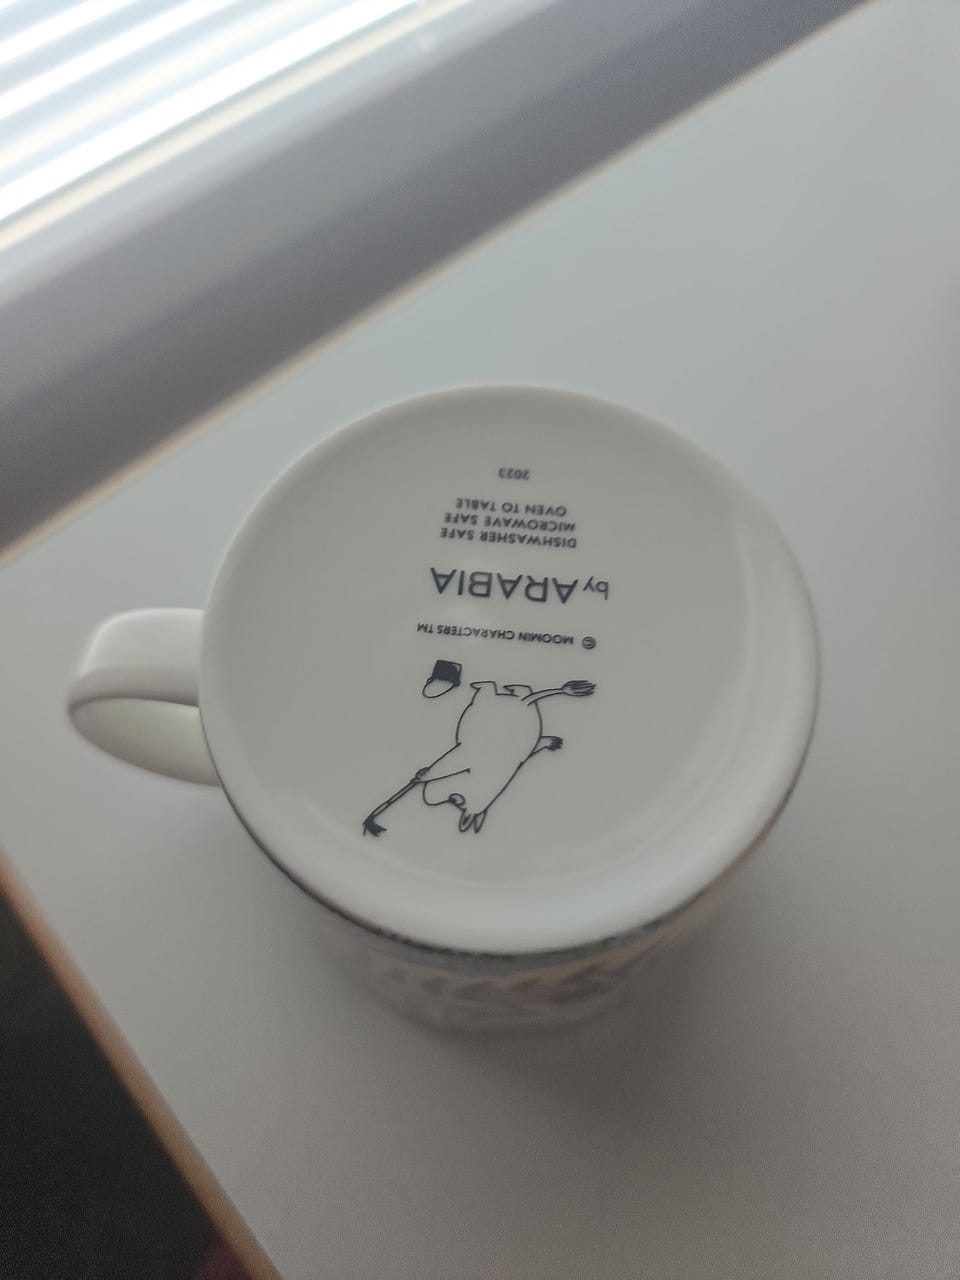 © MOOMIN CHARACTERS TM
by ARABIA
DISHWASHER SAFE
MICROWAVE SAFE
OVEN TO TABLE
2023